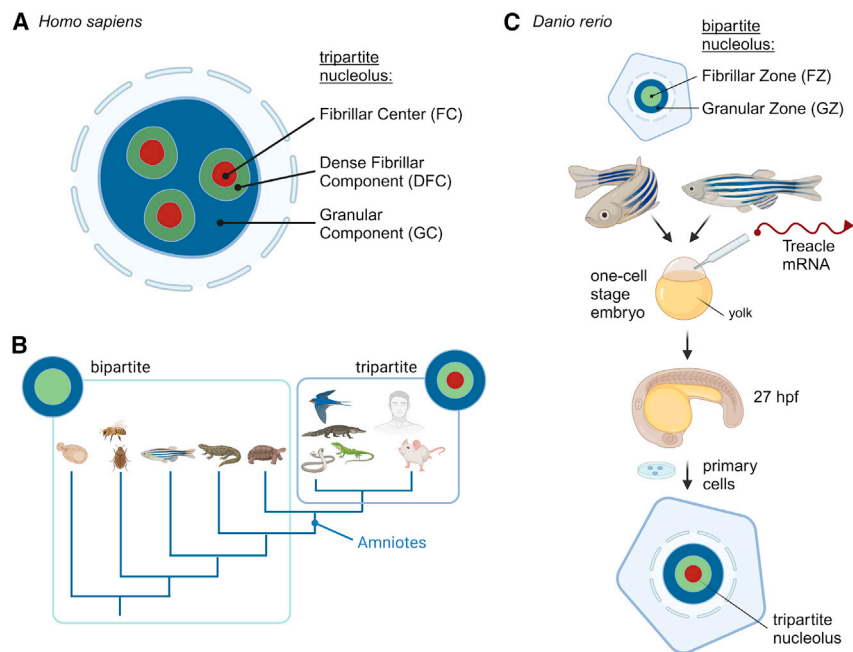 A Homo sapiens
tripartite
nucleolus:
Fibrillar Center (FC)
Dense Fibrillar
Component (DFC)
Granular
Component (GC)
B
bipartite
tripartite
Amniotes
C Danio rerio
bipartite
nucleolus:
Fibrillar Zone (FZ)
Granular Zone (GZ)
Treacle
mRNA
one-cell
stage
embryo
yolk
27 hpf
primary
cells
tripartite
nucleolus